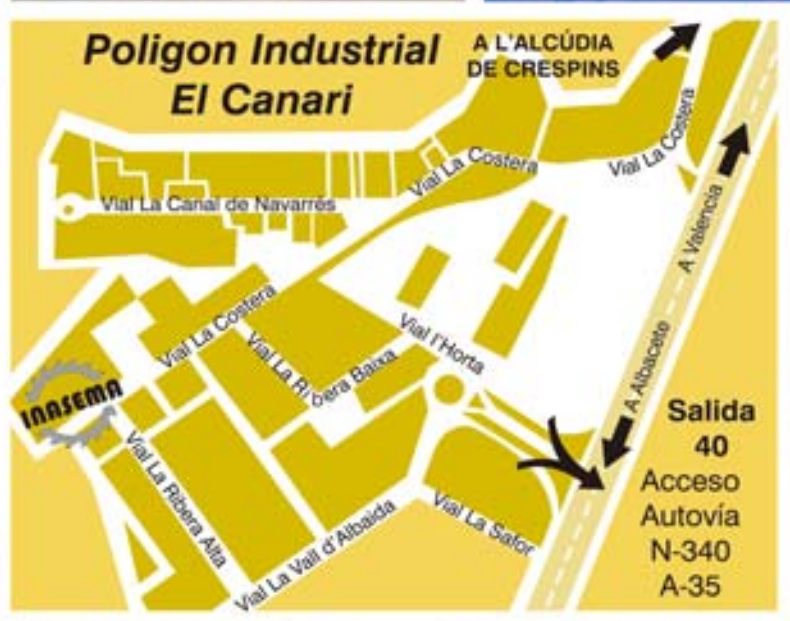 Poligon Industrial
El Canari
A L'ALCÚDIA
DE CRESPINS
Vial La Costera
Vial La Costera
Vial La Canal de Navarrés
A Valencia
Vial La Costera
Vial l'Horta
Vial La Ribera Baixa
A Albacete
INASEMA
Vial La Ribera Alta
Vial La Vall d'Albaida
Vial La Safor
Salida
40
Acceso
Autovía
N-340
A-35